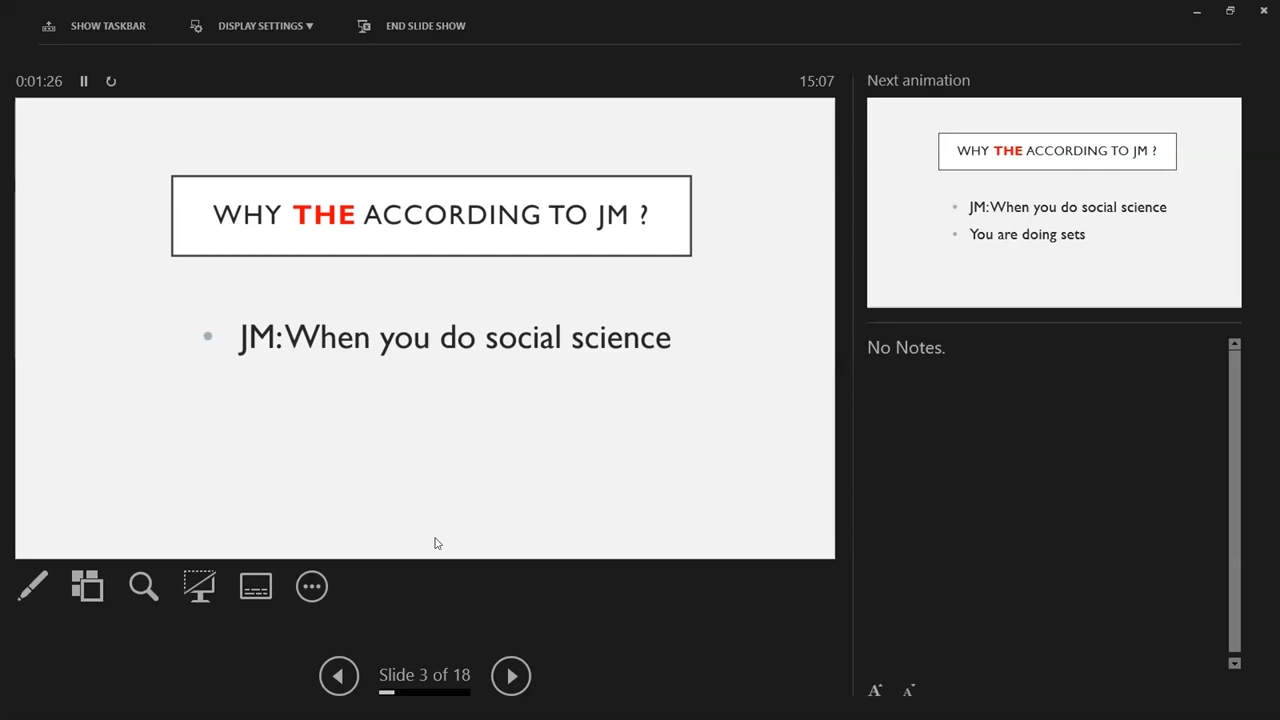 SHOW TASKBAR
DISPLAY SETTINGS ▼
END SLIDE SHOW
0:01:26
15:07
WHY THE ACCORDING TO JM ?
JM: When you do social science
Slide 3 of 18
Next animation
WHY THE ACCORDING TO JM ?
JM: When you do social science
You are doing sets
No Notes.
A A